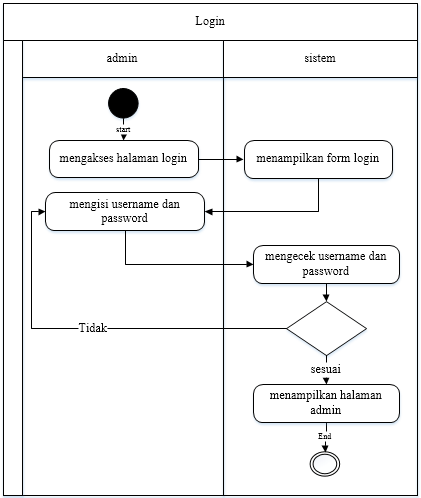 Login
admin
sistem
start
mengakses halaman login
menampilkan form login
mengisi username dan
password
mengecek username dan
password
Tidak
sesuai
menampilkan halaman
admin
End